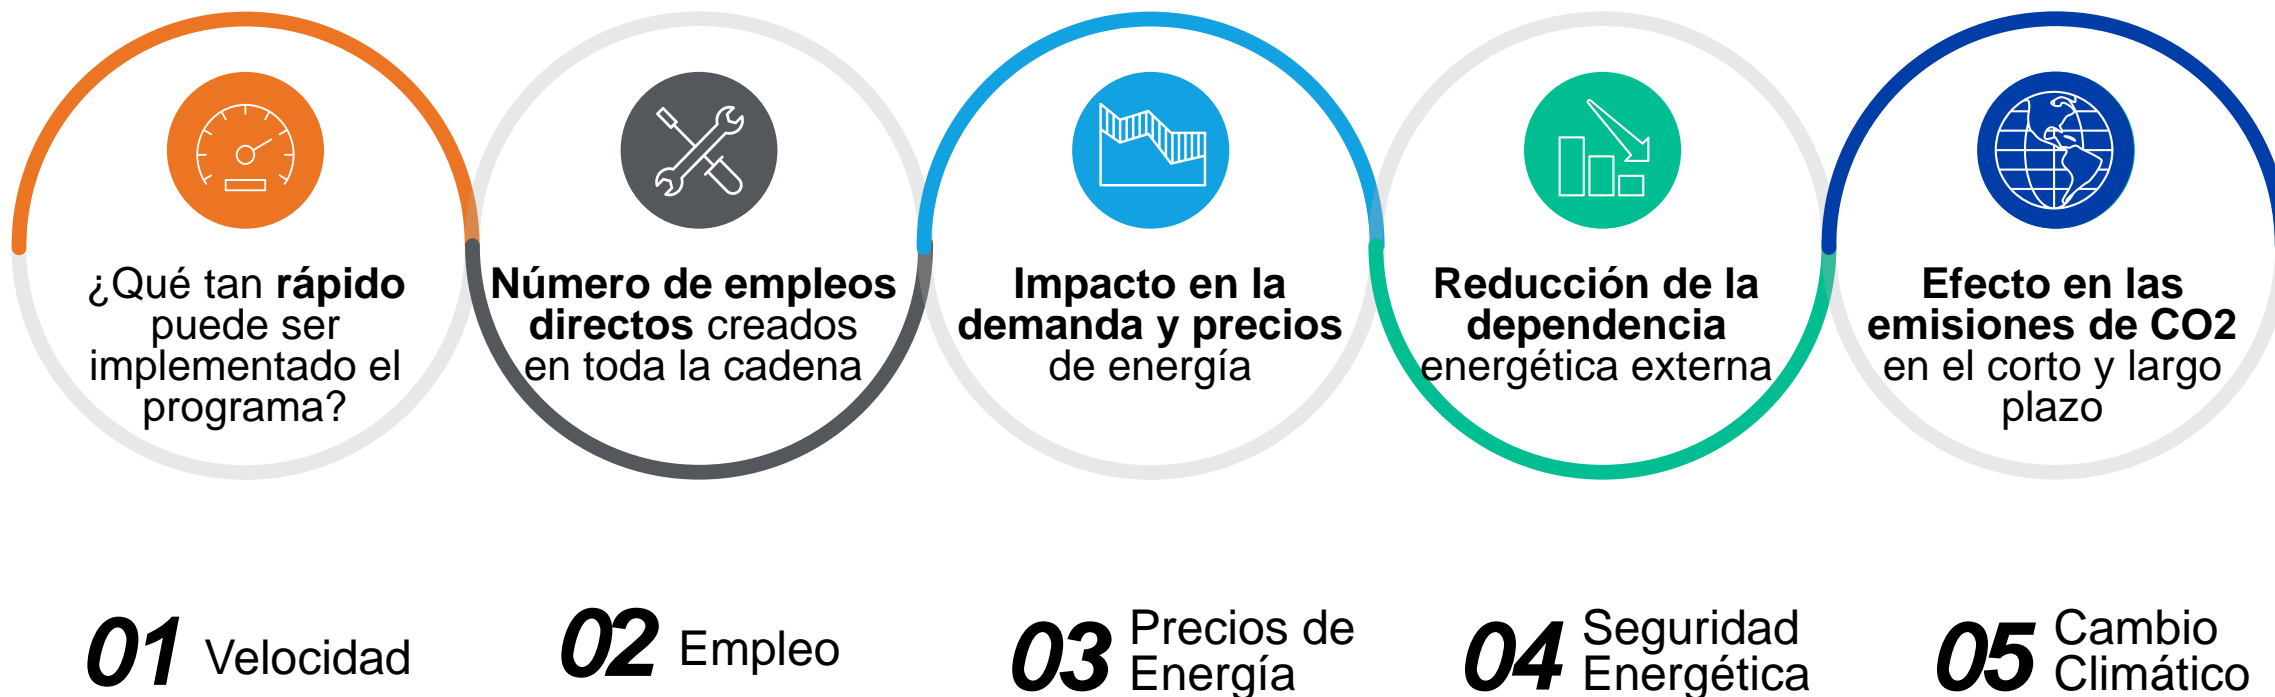 ¿Qué tan rápido
puede ser
implementado el
programa?
Número de empleos
directos creados
en toda la cadena
Impacto en la
demanda y precios
de energía
Reducción de la
dependencia
energética externa
Efecto en las
emisiones de CO2
en el corto y largo
plazo
01 Velocidad
02 Empleo
03 Precios de
Energía
04 Seguridad
Energética
05 Cambio
Climático